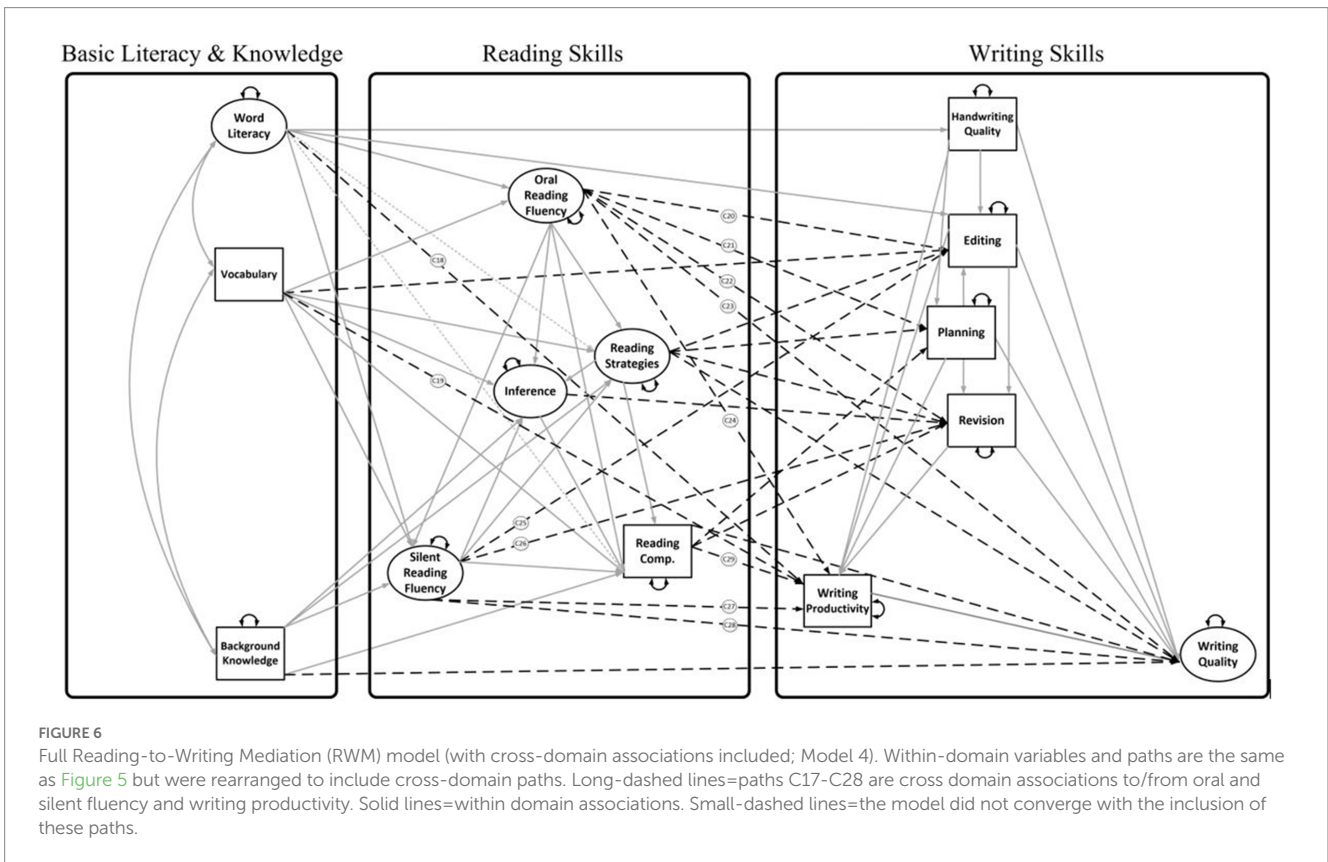 Basic Literacy & Knowledge
Reading Skills
Writing Skills
Word
Literacy
Vocabulary
Background
Knowledge
Oral
Reading
Fluency
Reading
Strategies
Inference
Silent
Reading
Fluency
Reading
Comp.
Handwriting
Quality
Editing
Planning
Revision
Writing
Productivity
Writing
Quality
C18
C19
C20
C21
C22
C23
C24
C25
C26
C29
C27
C28
FIGURE 6
Full Reading-to-Writing Mediation (RWM) model (with cross-domain associations included; Model 4). Within-domain variables and paths are the same
as Figure 5 but were rearranged to include cross-domain paths. Long-dashed lines=paths C17-C28 are cross domain associations to/from oral and
silent fluency and writing productivity. Solid lines=within domain associations. Small-dashed lines=the model did not converge with the inclusion of
these paths.